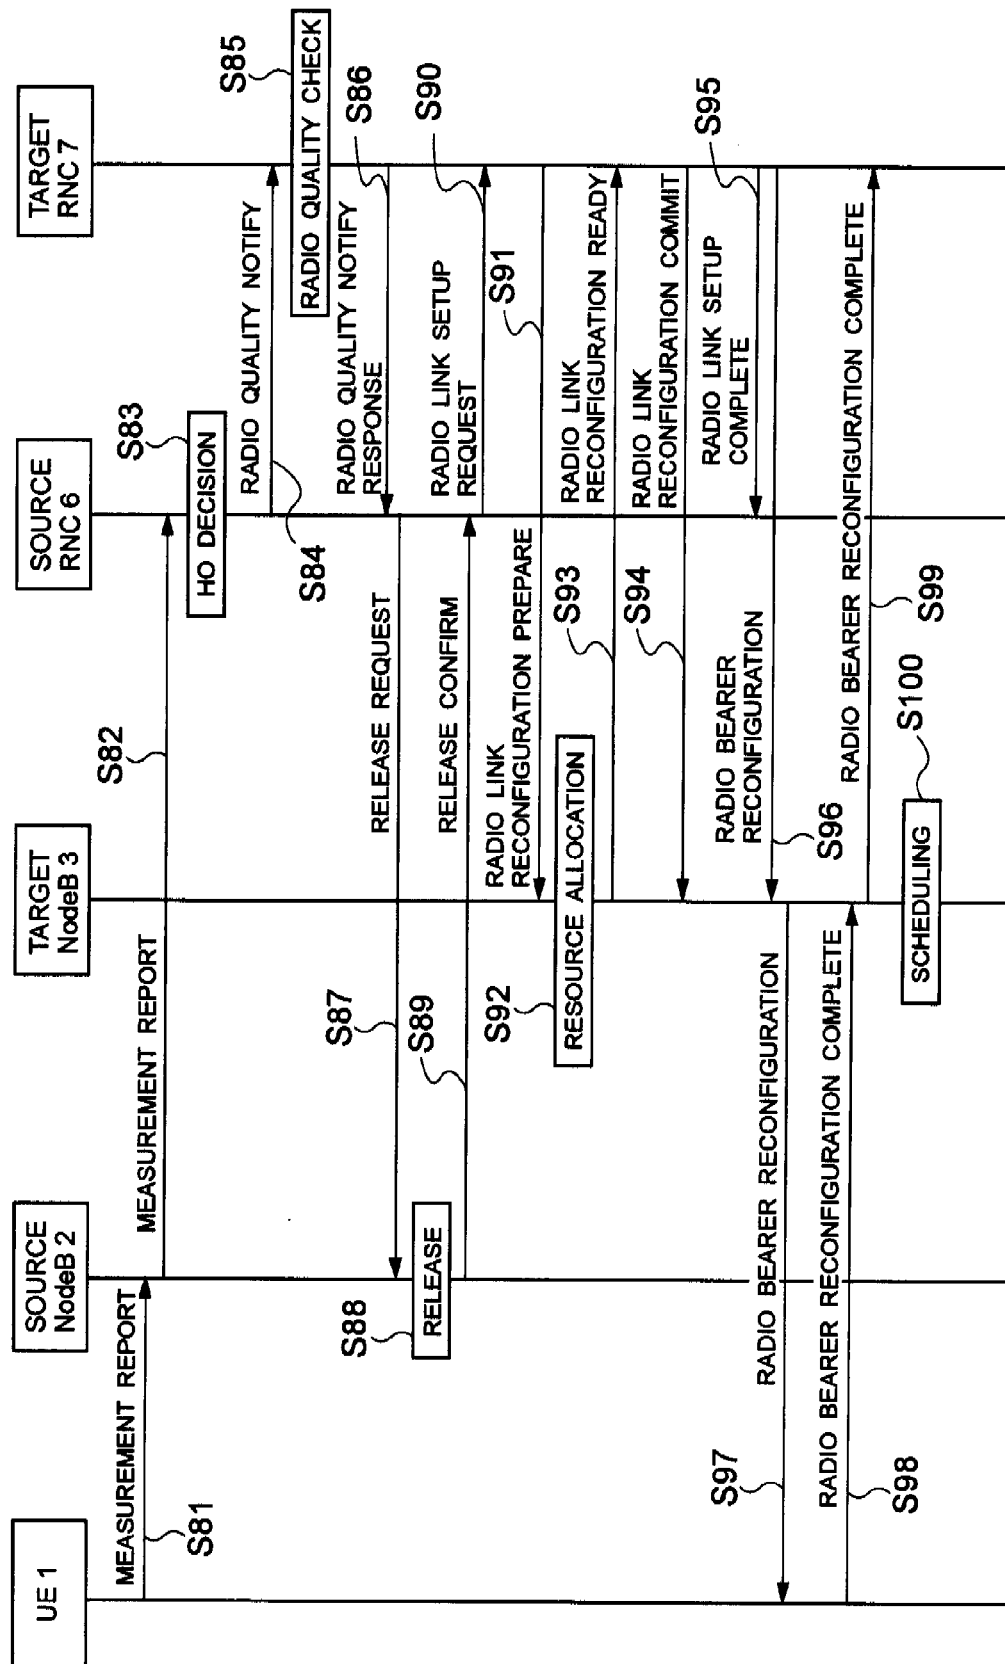 UE 1
SOURCE
NodeB 2
TARGET
NodeB 3
SOURCE
RNC 6
TARGET
RNC 7
MEASUREMENT REPORT
S81
MEASUREMENT REPORT
S82
S83
HO DECISION
RADIO QUALITY NOTIFY
S84
S85
RADIO QUALITY CHECK
S86
RADIO QUALITY NOTIFY
RESPONSE
RELEASE REQUEST
S87
S88
RELEASE
RELEASE CONFIRM
S89
RADIO LINK SETUP
REQUEST
S90
RADIO LINK
RECONFIGURATION PREPARE
S91
S92
RESOURCE ALLOCATION
RADIO LINK
RECONFIGURATION READY
S93
RADIO LINK
RECONFIGURATION COMMIT
S94
RADIO LINK SETUP
COMPLETE
S95
RADIO BEARER
RECONFIGURATION
S96
RADIO BEARER RECONFIGURATION
S97
RADIO BEARER RECONFIGURATION COMPLETE
S98
RADIO BEARER RECONFIGURATION COMPLETE
S99
S100
SCHEDULING